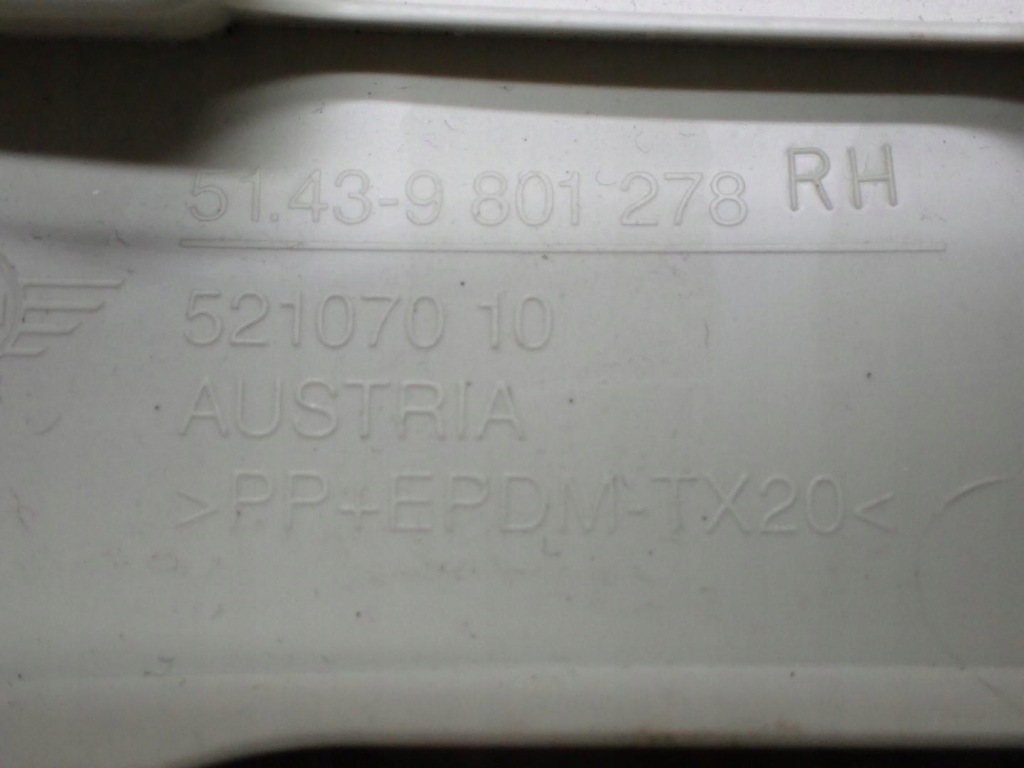 51.43-9 801 278 RH
521070 10
AUSTRIA
>PP+EPDM-TX20<